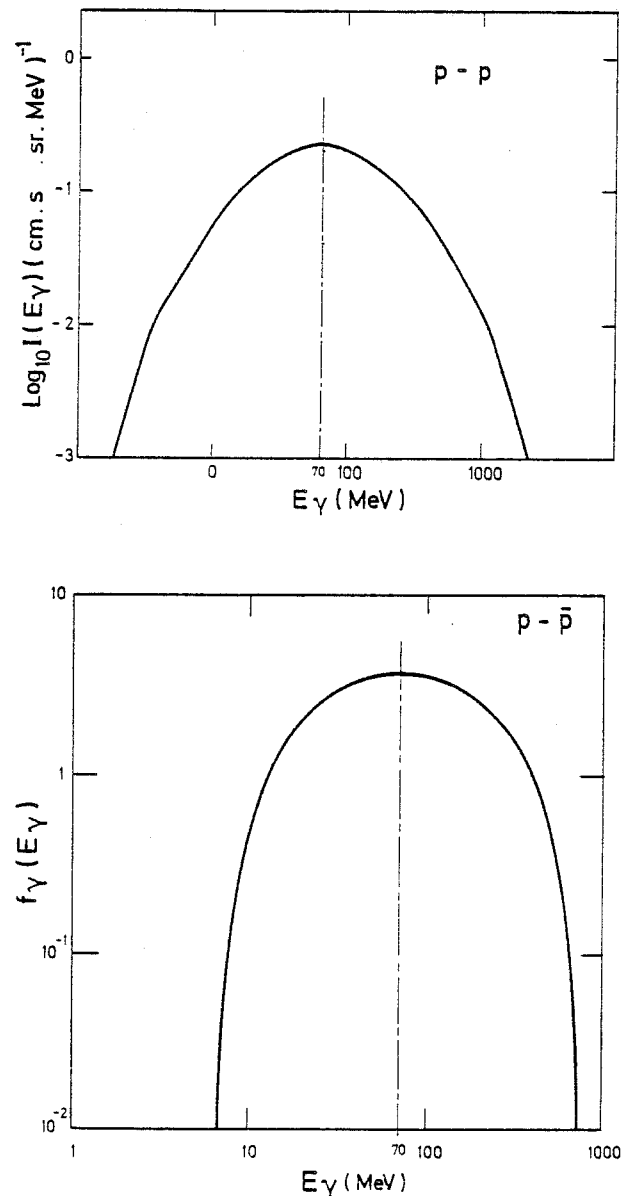 p - p
Log₁₀ I ( Eγ ) ( cm. s . sr. MeV )⁻¹
0
-1
-2
-3
0 70 100 1000
Eγ ( MeV )
p - p̄
fγ ( Eγ )
10
1
10⁻¹
10⁻²
1 10 70 100 1000
Eγ ( MeV )